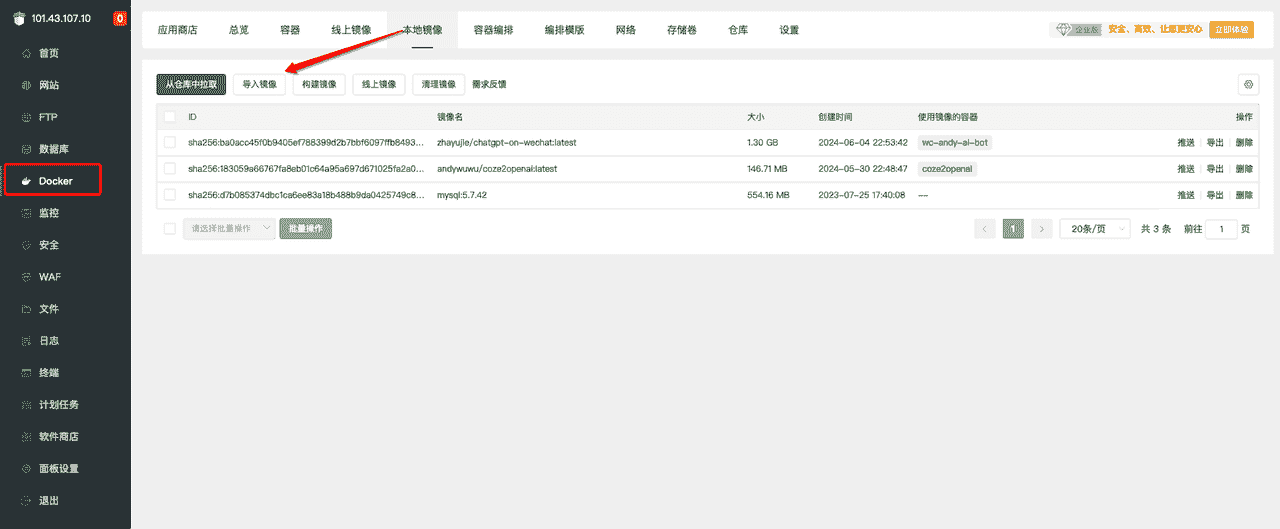 101.43.107.10 0
首页
网站
FTP
数据库
Docker
监控
安全
WAF
文件
日志
终端
计划任务
软件商店
面板设置
退出
应用商店 总览 容器 线上镜像 本地镜像 容器编排 编排模版 网络 存储卷 仓库 设置
企业版 安全、高效、让您更安心 立即体验
从仓库中拉取 导入镜像 构建镜像 线上镜像 清理镜像 需求反馈
ID 镜像名 大小 创建时间 使用镜像的容器 操作
sha256:ba0acc45f0b9405ef788399d2b7bbf6097ffb8493... zhayujie/chatgpt-on-wechat:latest 1.30 GB 2024-06-04 22:53:42 wc-andy-ai-bot 推送 导出 删除
sha256:183059a66767fa8eb01c64a95a697d671025fa2a0... andywuwu/coze2openai:latest 146.71 MB 2024-05-30 22:48:47 coze2openai 推送 导出 删除
sha256:d7b085374dbc1ca6ee83a18b488b9da0425749c8... mysql:5.7.42 554.16 MB 2023-07-25 17:40:08 ---- 推送 导出 删除
请选择批量操作 批量操作 1 20条/页 共 3 条 前往 1 页